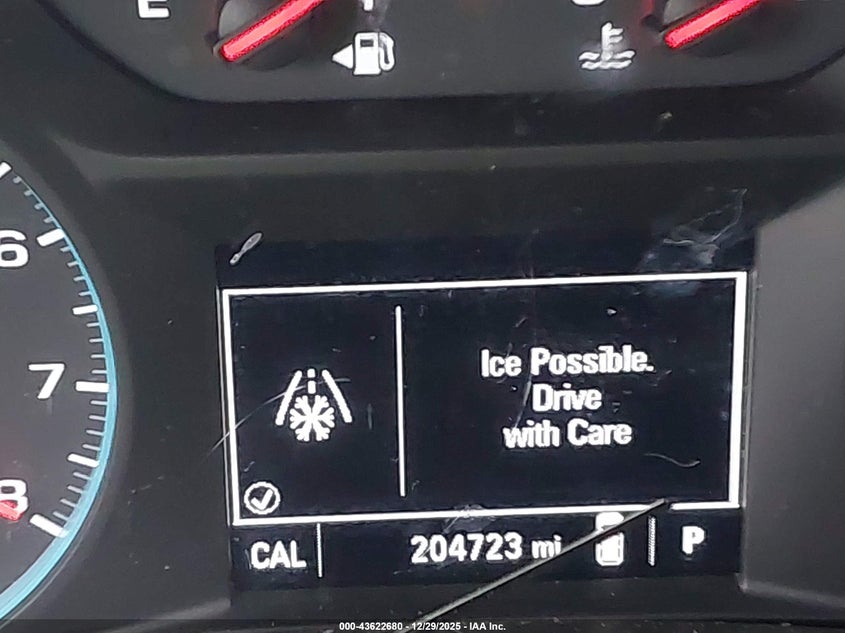 E
6
7
8
Ice Possible.
Drive
with Care
CAL
204723 mi
P
000-43622680 - 12/29/2025 - IAA Inc.